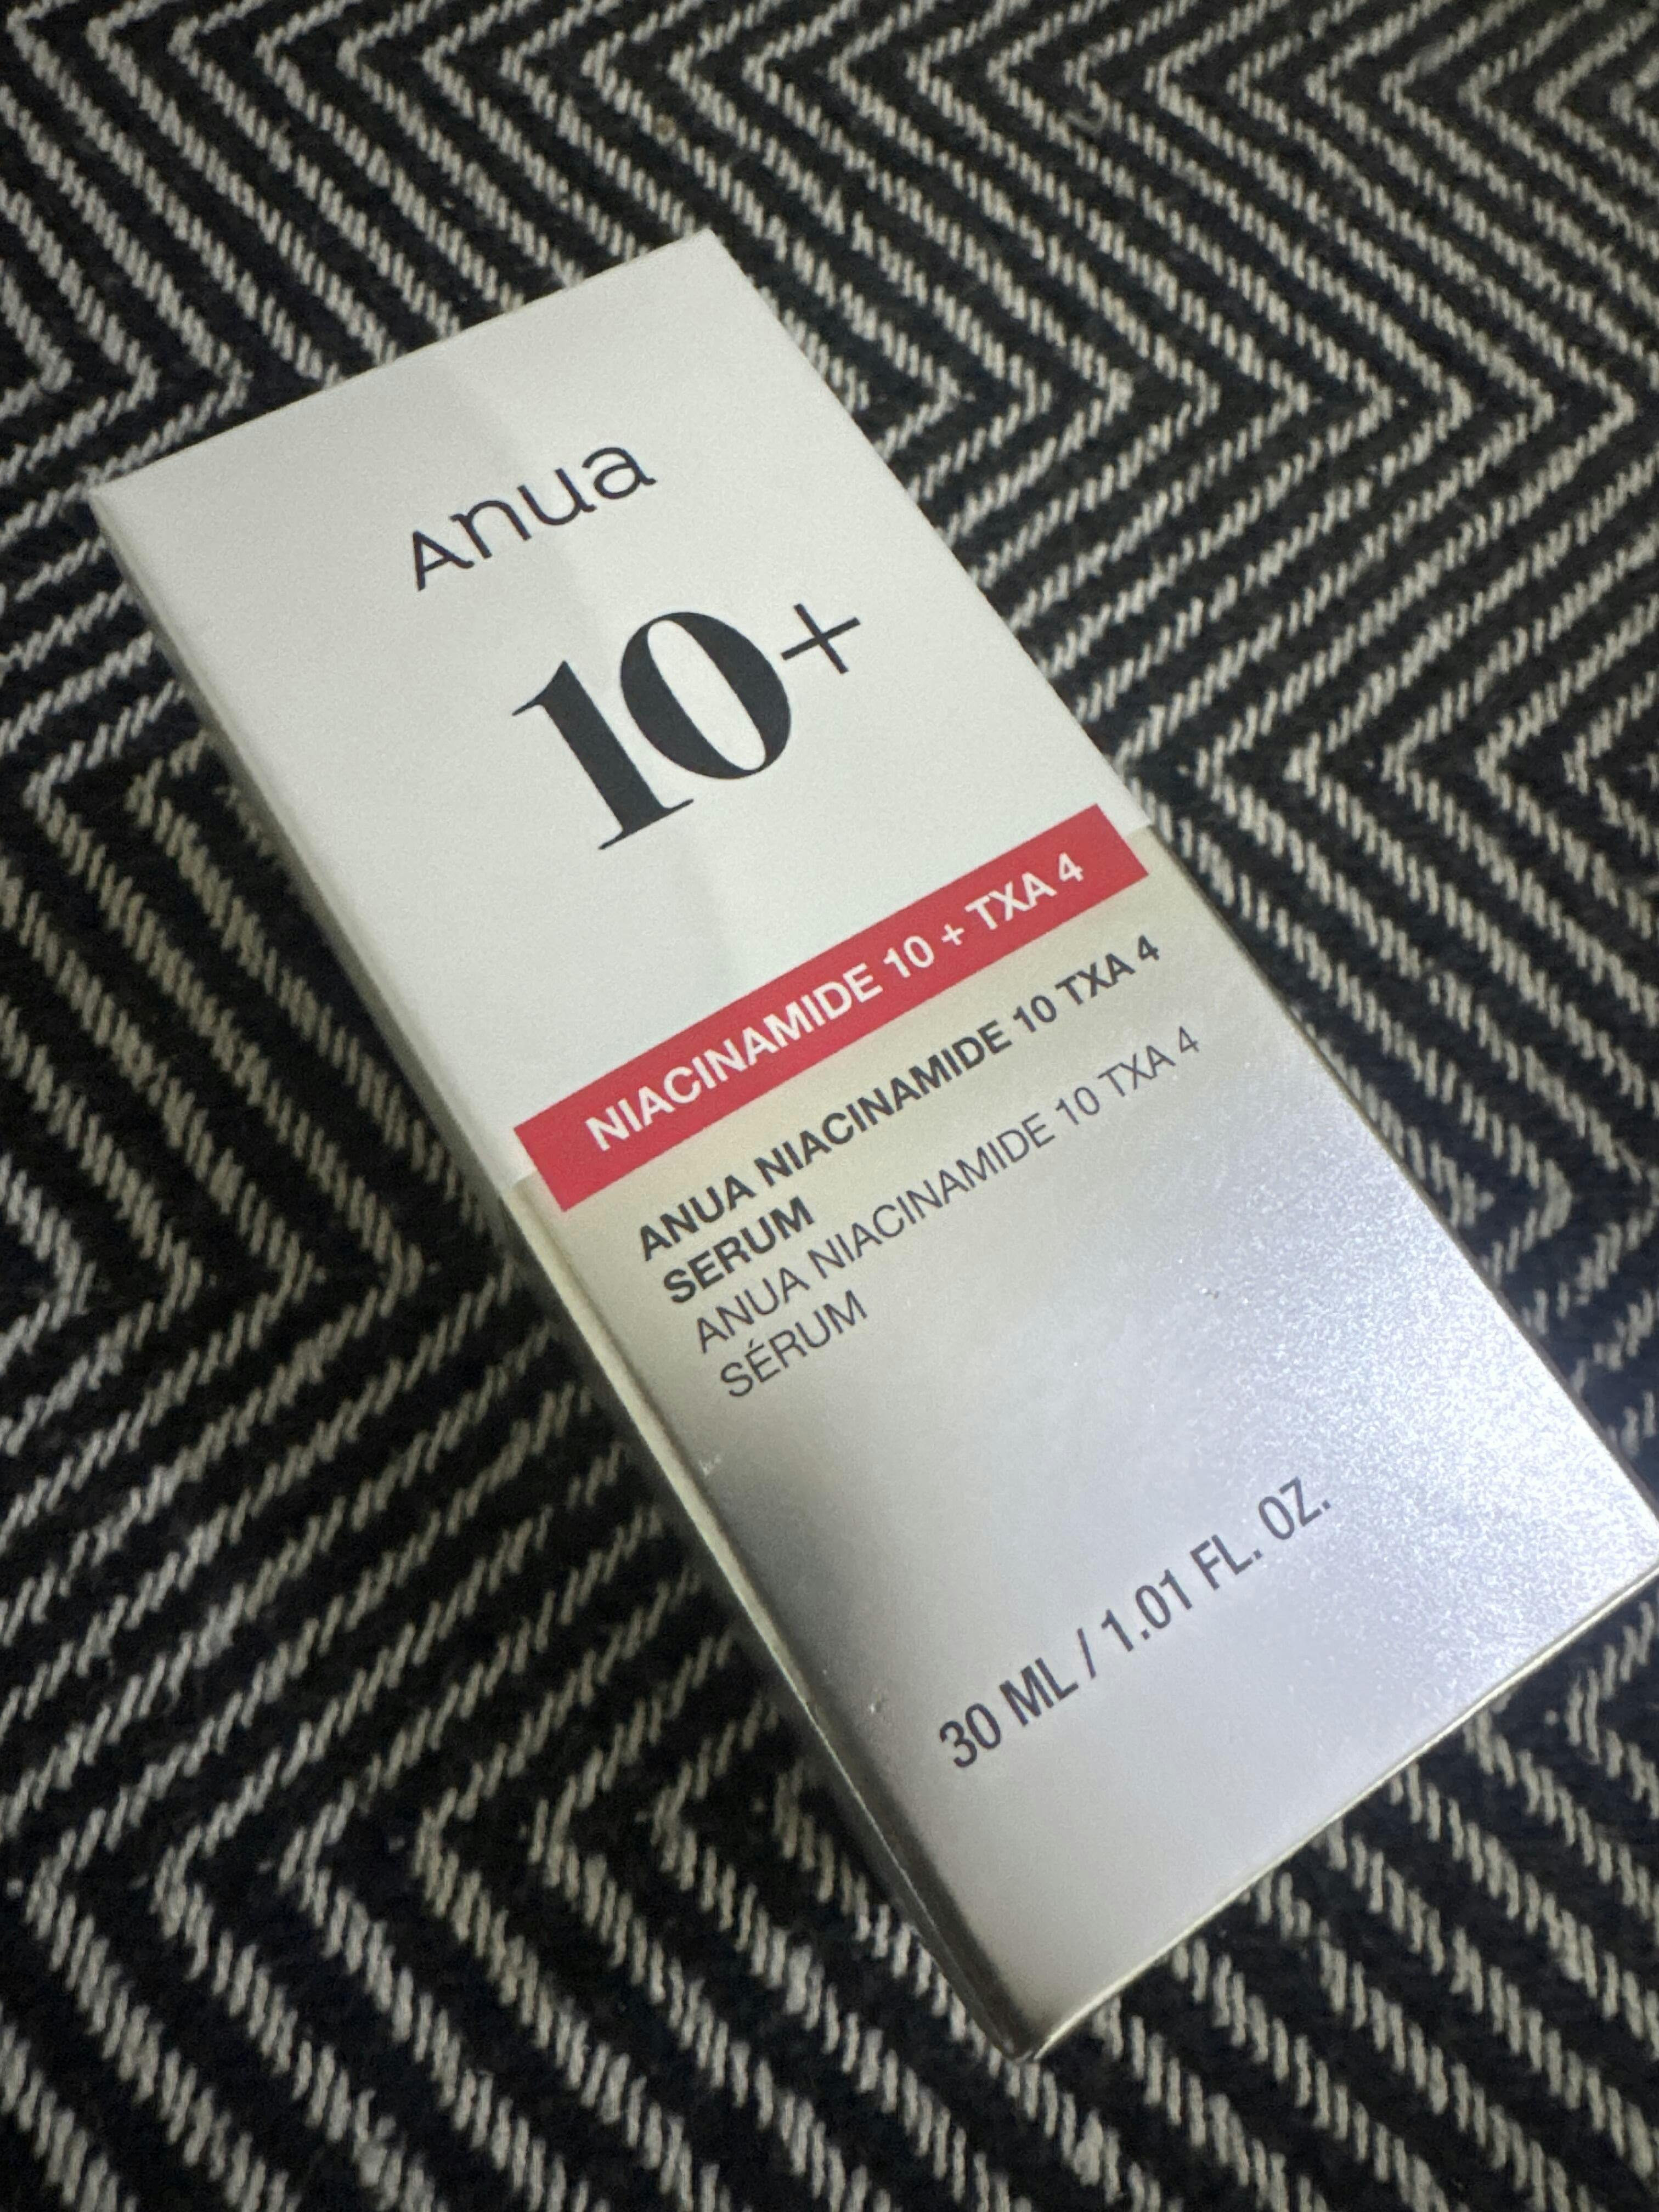 Anua
10+
NIACINAMIDE 10 + TXA 4
ANUA NIACINAMIDE 10 TXA 4
SERUM
ANUA NIACINAMIDE 10 TXA 4
SÉRUM
30 ML / 1.01 FL. OZ.